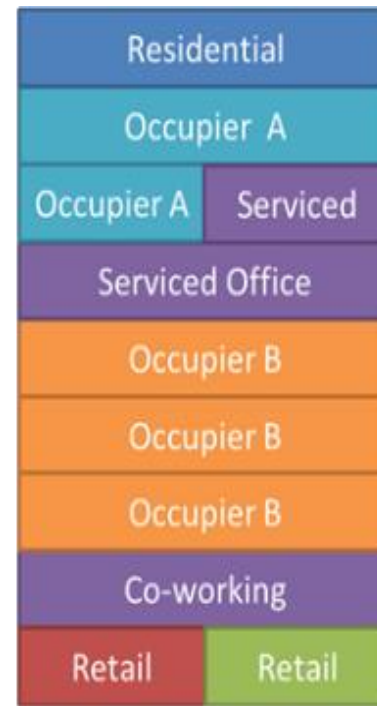 Residential
Occupier A
Occupier A Serviced
Serviced Office
Occupier B
Occupier B
Occupier B
Co-working
Retail Retail